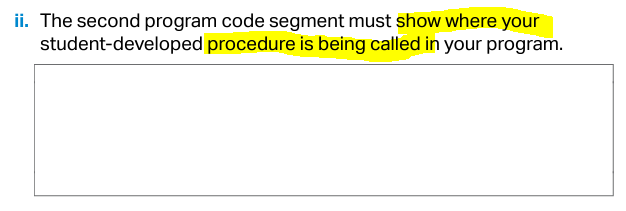 ii. The second program code segment must show where your
student-developed procedure is being called in your program.